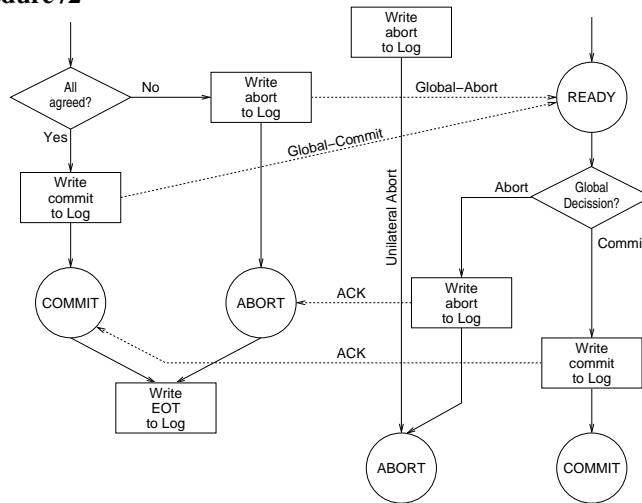 Write
abort
to Log
All
agreed?
No
Write
abort
to Log
Global-Abort
READY
Yes
Global-Commit
Write
commit
to Log
Unilateral Abort
Abort
Global
Decission?
Commit
COMMIT
ABORT
ACK
Write
abort
to Log
ACK
Write
commit
to Log
Write
EOT
to Log
ABORT
COMMIT